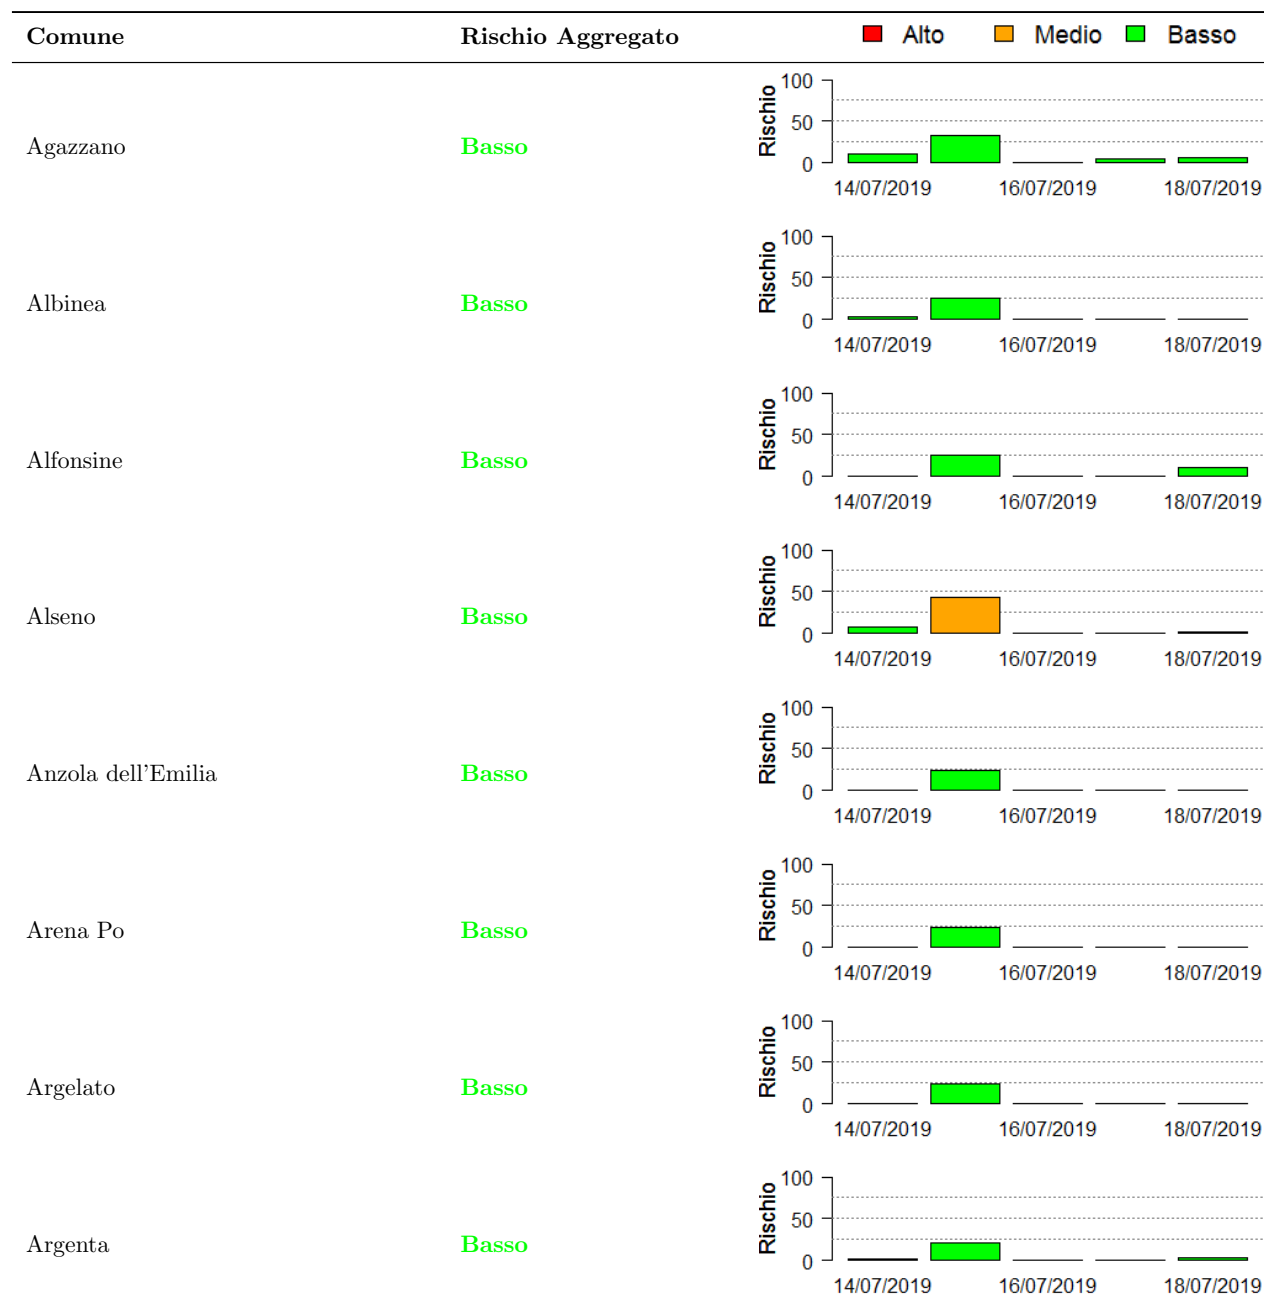 Comune Rischio Aggregato Alto Medio Basso
100
Rischio
50
Agazzano Basso
0
14/07/2019 16/07/2019 18/07/2019
100
Rischio
50
Albinea Basso
0
14/07/2019 16/07/2019 18/07/2019
100
Rischio
50
Alfonsine Basso
0
14/07/2019 16/07/2019 18/07/2019
100
Rischio
50
Alseno Basso
0
14/07/2019 16/07/2019 18/07/2019
100
Rischio
50
Anzola dell'Emilia Basso
0
14/07/2019 16/07/2019 18/07/2019
100
Rischio
50
Arena Po Basso
0
14/07/2019 16/07/2019 18/07/2019
100
Rischio
50
Argelato Basso
0
14/07/2019 16/07/2019 18/07/2019
100
Rischio
50
Argenta Basso
0
14/07/2019 16/07/2019 18/07/2019